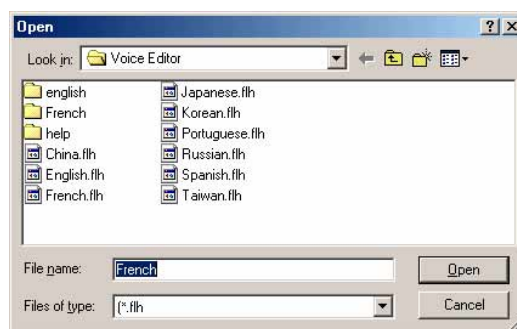 Open
Look in: Voice Editor
english
French
help
China.flh
English.flh
French.flh
Japanese.flh
Korean.flh
Portuguese.flh
Russian.flh
Spanish.flh
Taiwan.flh
File name: French
Open
Files of type: (*.flh
Cancel